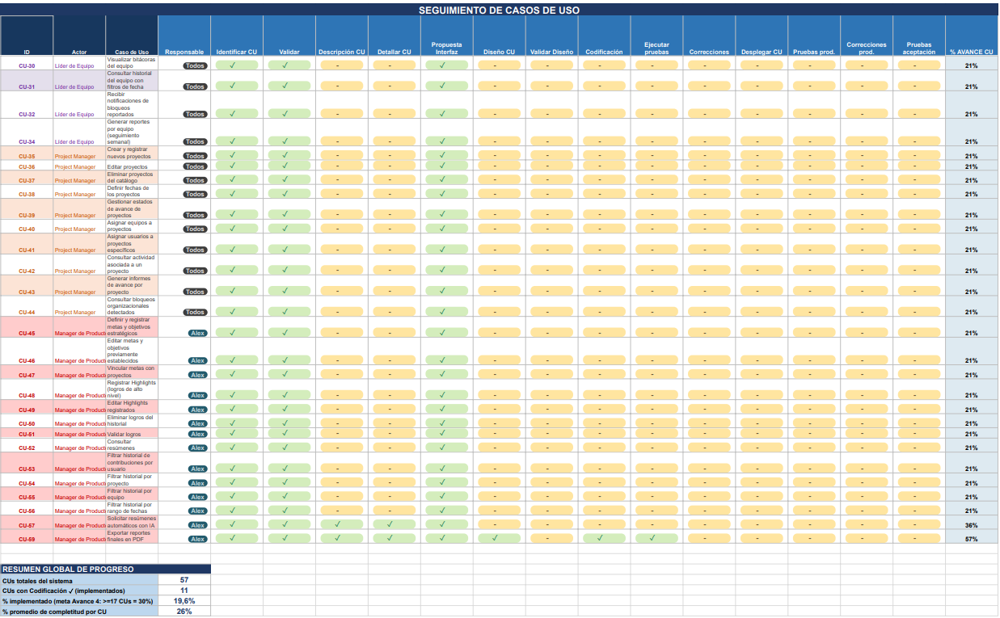 SEGUIMIENTO DE CASOS DE USO
ID Actor Caso de Uso Responsable Identificar CU Validar Descripción CU Detallar CU Propuesta Interfaz Diseño CU Validar Diseño Codificación Ejecutar pruebas Correcciones Desplegar CU Pruebas prod. Correcciones prod. Pruebas aceptación % AVANCE CU
CU-30 Líder de Equipo Visualizar bitácoras del equipo Todos ✓ ✓ - - ✓ - - - - - - - - - 21%
CU-31 Líder de Equipo Consultar historial del equipo con filtros de fecha Todos ✓ ✓ - - ✓ - - - - - - - - - 21%
CU-32 Líder de Equipo Recibir notificaciones de bloqueos reportados Todos ✓ ✓ - - ✓ - - - - - - - - - 21%
CU-34 Líder de Equipo Generar reportes por equipo (seguimiento semanal) Todos ✓ ✓ - - ✓ - - - - - - - - - 21%
CU-35 Project Manager Crear y registrar nuevos proyectos Todos ✓ ✓ - - ✓ - - - - - - - - - 21%
CU-36 Project Manager Editar proyectos Todos ✓ ✓ - - ✓ - - - - - - - - - 21%
CU-37 Project Manager Eliminar proyectos del catálogo Todos ✓ ✓ - - ✓ - - - - - - - - - 21%
CU-38 Project Manager Definir fechas de los proyectos Todos ✓ ✓ - - ✓ - - - - - - - - - 21%
CU-39 Project Manager Gestionar estados de avance de proyectos Todos ✓ ✓ - - ✓ - - - - - - - - - 21%
CU-40 Project Manager Asignar equipos a proyectos Todos ✓ ✓ - - ✓ - - - - - - - - - 21%
CU-41 Project Manager Asignar usuarios a proyectos específicos Todos ✓ ✓ - - ✓ - - - - - - - - - 21%
CU-42 Project Manager Consultar actividad asociada a un proyecto Todos ✓ ✓ - - ✓ - - - - - - - - - 21%
CU-43 Project Manager Generar informes de avance por proyecto Todos ✓ ✓ - - ✓ - - - - - - - - - 21%
CU-44 Project Manager Consultar bloqueos organizacionales detectados Todos ✓ ✓ - - ✓ - - - - - - - - - 21%
CU-45 Manager de Product Definir y registrar metas y objetivos estratégicos Alex ✓ ✓ - - ✓ - - - - - - - - - 21%
CU-46 Manager de Product Editar metas y objetivos previamente establecidos Alex ✓ ✓ - - ✓ - - - - - - - - - 21%
CU-47 Manager de Product Vincular metas con proyectos Alex ✓ ✓ - - ✓ - - - - - - - - - 21%
CU-48 Manager de Product Registrar Highlights (logros de alto nivel) Alex ✓ ✓ - - ✓ - - - - - - - - - 21%
CU-49 Manager de Product Editar Highlights registrados Alex ✓ ✓ - - ✓ - - - - - - - - - 21%
CU-50 Manager de Product Eliminar logros del historial Alex ✓ ✓ - - ✓ - - - - - - - - - 21%
CU-51 Manager de Product Validar logros Alex ✓ ✓ - - ✓ - - - - - - - - - 21%
CU-52 Manager de Product Consultar resúmenes Alex ✓ ✓ - - ✓ - - - - - - - - - 21%
CU-53 Manager de Product Filtrar historial de contribuciones por usuario Alex ✓ ✓ - - ✓ - - - - - - - - - 21%
CU-54 Manager de Product Filtrar historial por proyecto Alex ✓ ✓ - - ✓ - - - - - - - - - 21%
CU-55 Manager de Product Filtrar historial por equipo Alex ✓ ✓ - - ✓ - - - - - - - - - 21%
CU-56 Manager de Product Filtrar historial por rango de fechas Alex ✓ ✓ - - ✓ - - - - - - - - - 21%
CU-57 Manager de Product Solicitar resúmenes automáticos con IA Alex ✓ ✓ ✓ ✓ ✓ - - - - - - - - - 36%
CU-59 Manager de Product Exportar reportes finales en PDF Alex ✓ ✓ ✓ ✓ ✓ ✓ - ✓ ✓ - - - - - 57%
RESUMEN GLOBAL DE PROGRESO
CUs totales del sistema 57
CUs con Codificación ✓ (implementados) 11
% implementado (meta Avance 4: >=17 CUs = 30%) 19,6%
% promedio de completitud por CU 26%